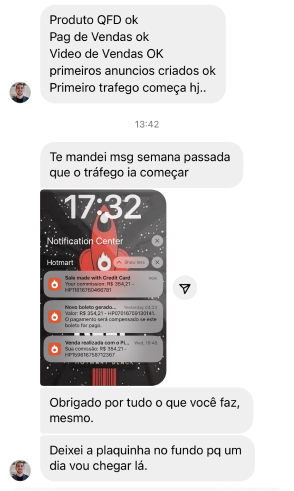 Produto QFD ok
Pag de Vendas ok
Video de Vendas OK
primeiros anuncios criados ok
Primeiro trafego começa hj..
13:42
Te mandei msg semana passada
que o tráfego ia começar
17:32
Notification Center
Hotmart
Show less
Sale made with Credit Card
now
Your commission: R$ 354,21 -
Novo boleto gerado...
Valor: R$ 354,21 -
O pagamento será compensado se este
boleto for pago.
Venda realizada com o Pi...
Sua comissão: R$ 354,21 -
Obrigado por tudo o que você faz,
mesmo.
Deixei a plaquinha no fundo pq um
dia vou chegar lá.